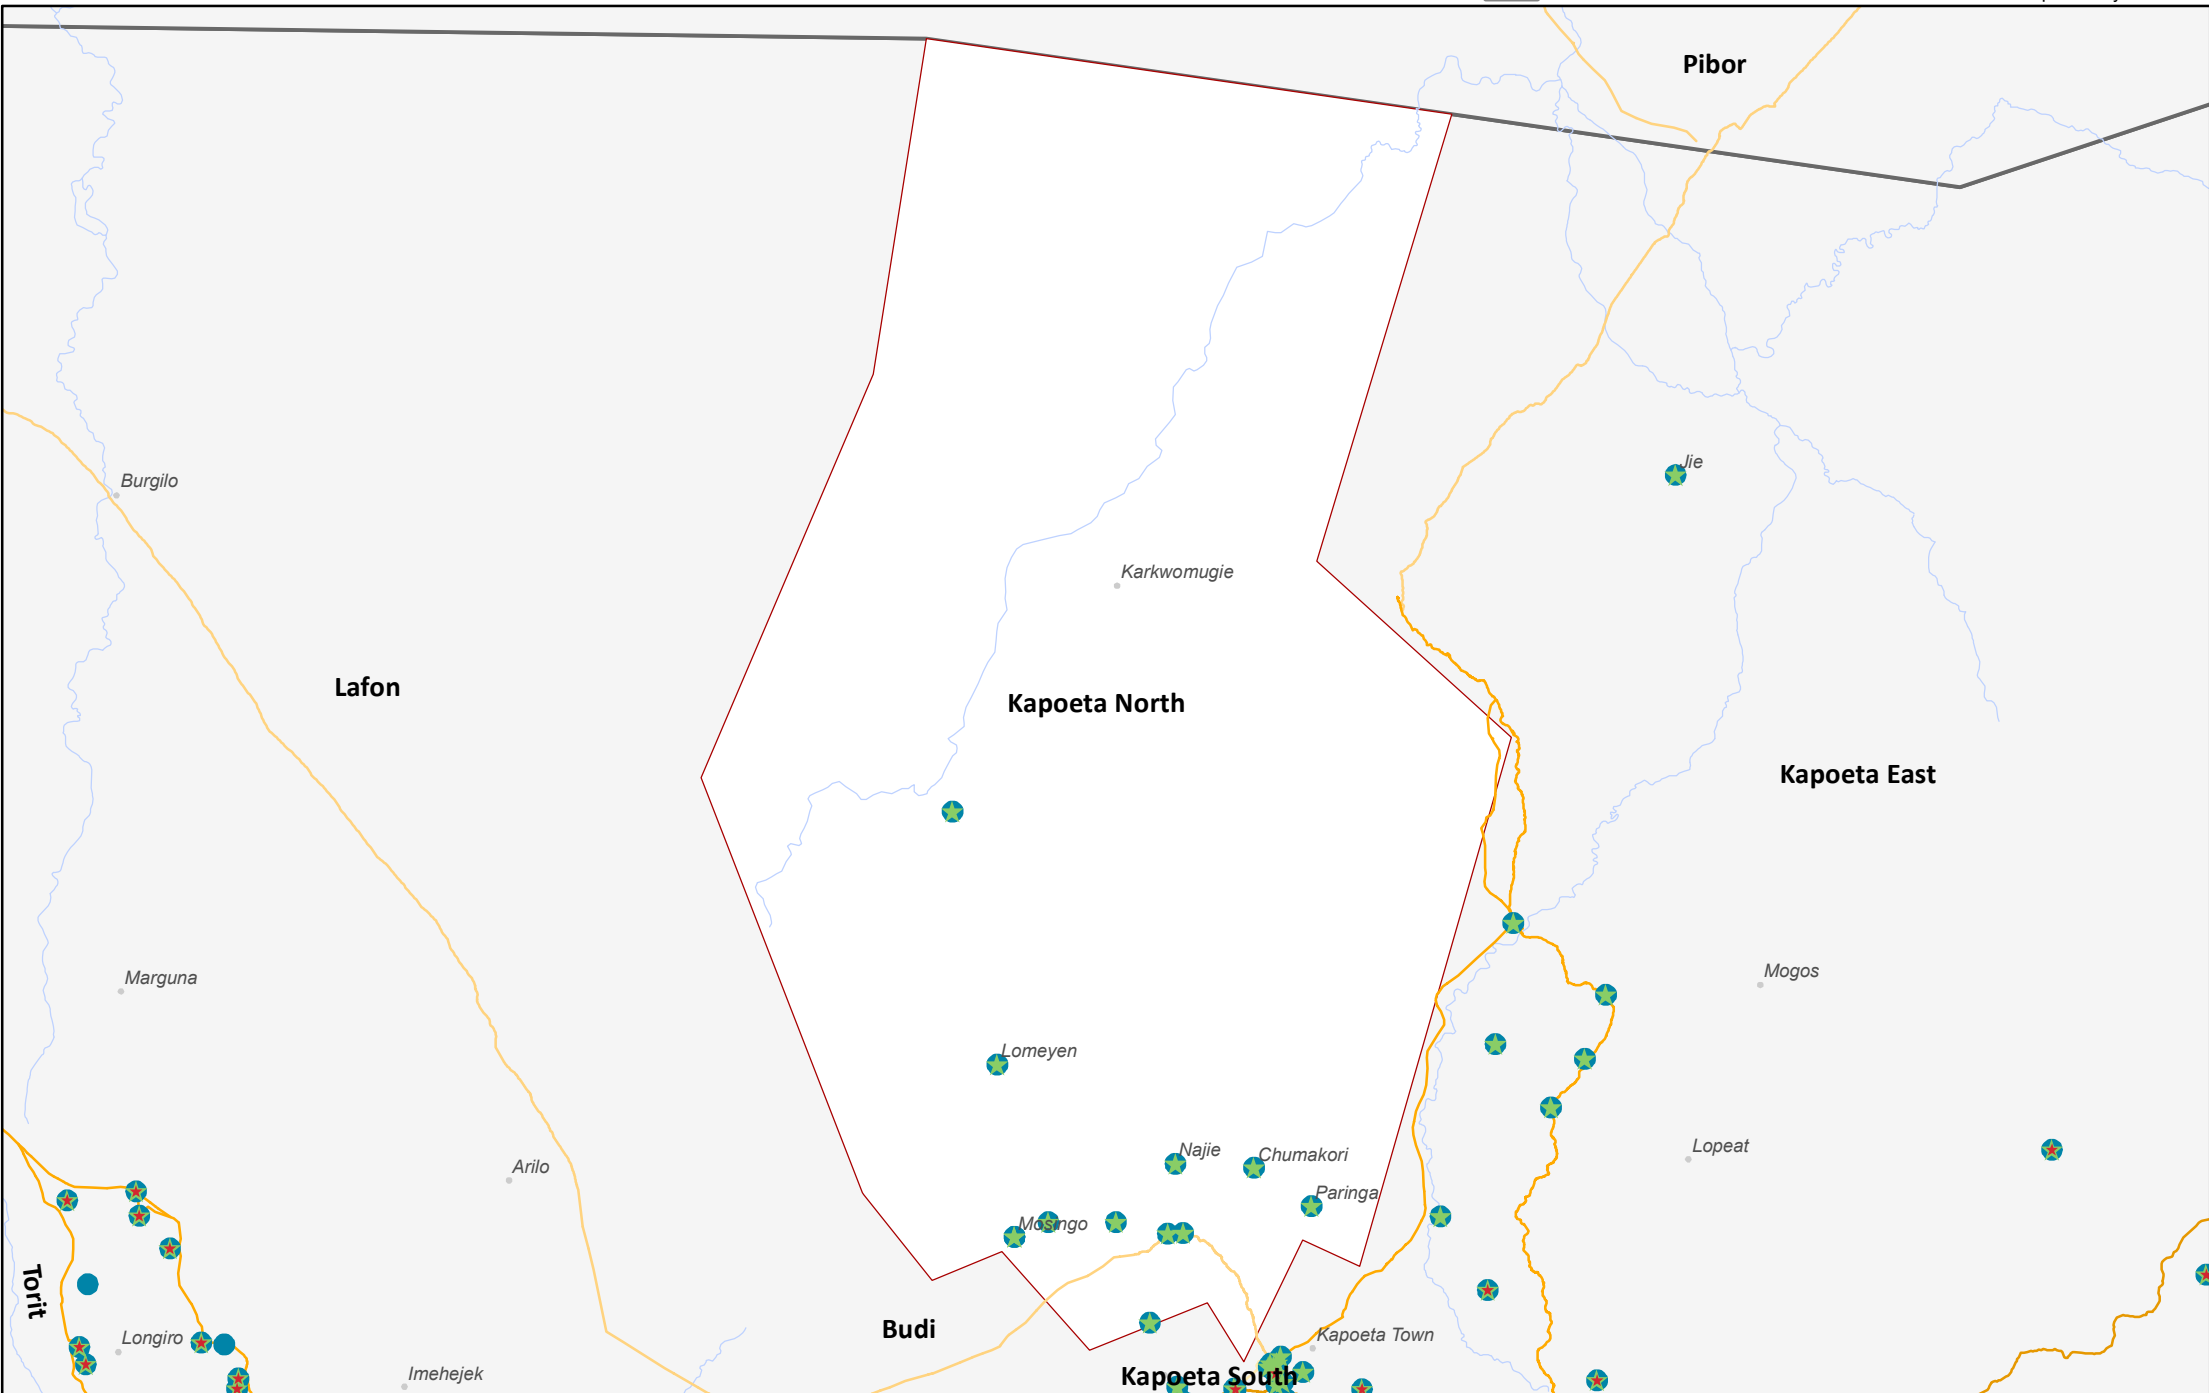 Pibor
Jie
Burgilo
Karkwomugie
Lafon
Kapoeta North
Kapoeta East
Marguna
Mogos
Lomeyen
Najie
Chumakori
Lopeat
Arilo
Paringa
Mosingo
Torit
Budi
Longiro
Kapoeta Town
Imehejek
Kapoeta South